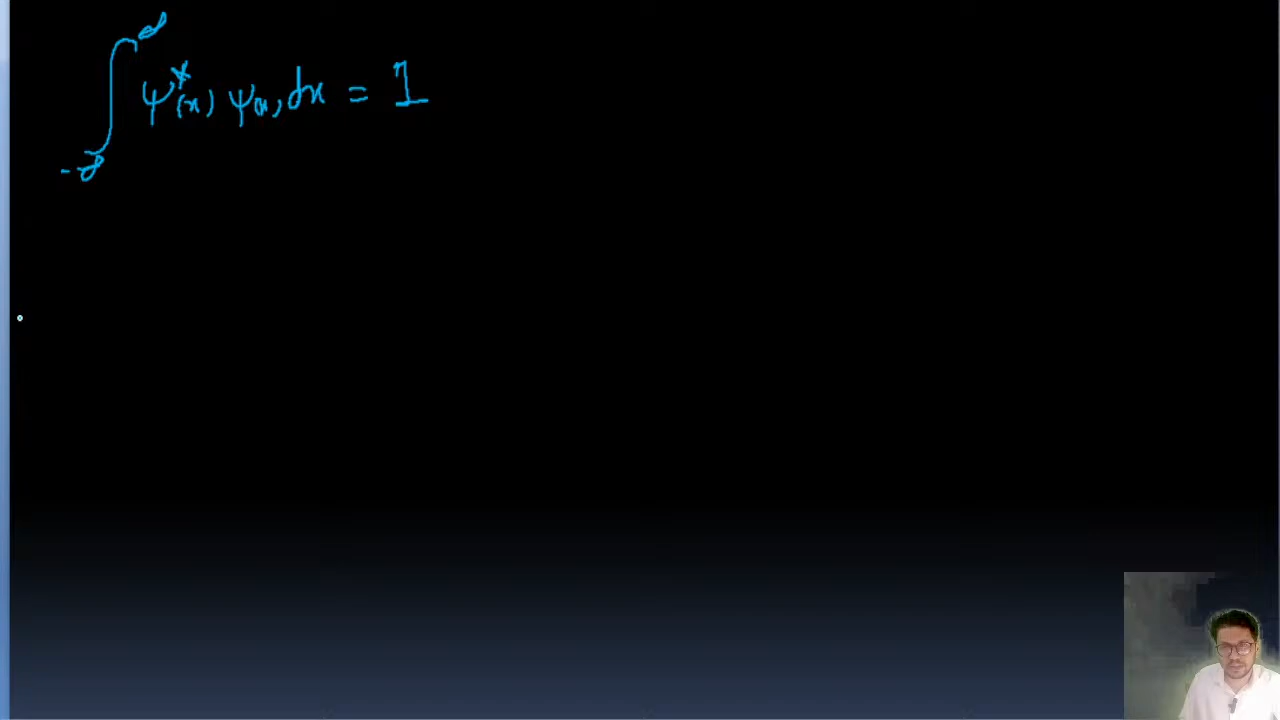 ∫_{-∞}^{∞} ψ*(x) ψ(x) dx = 1